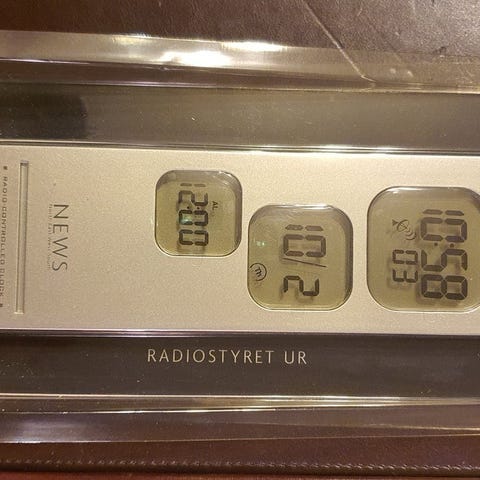 10:58
03
10/2
AL
12:00
NEWS
RADIO CONTROLLED CLOCK
RADIOSTYRET UR